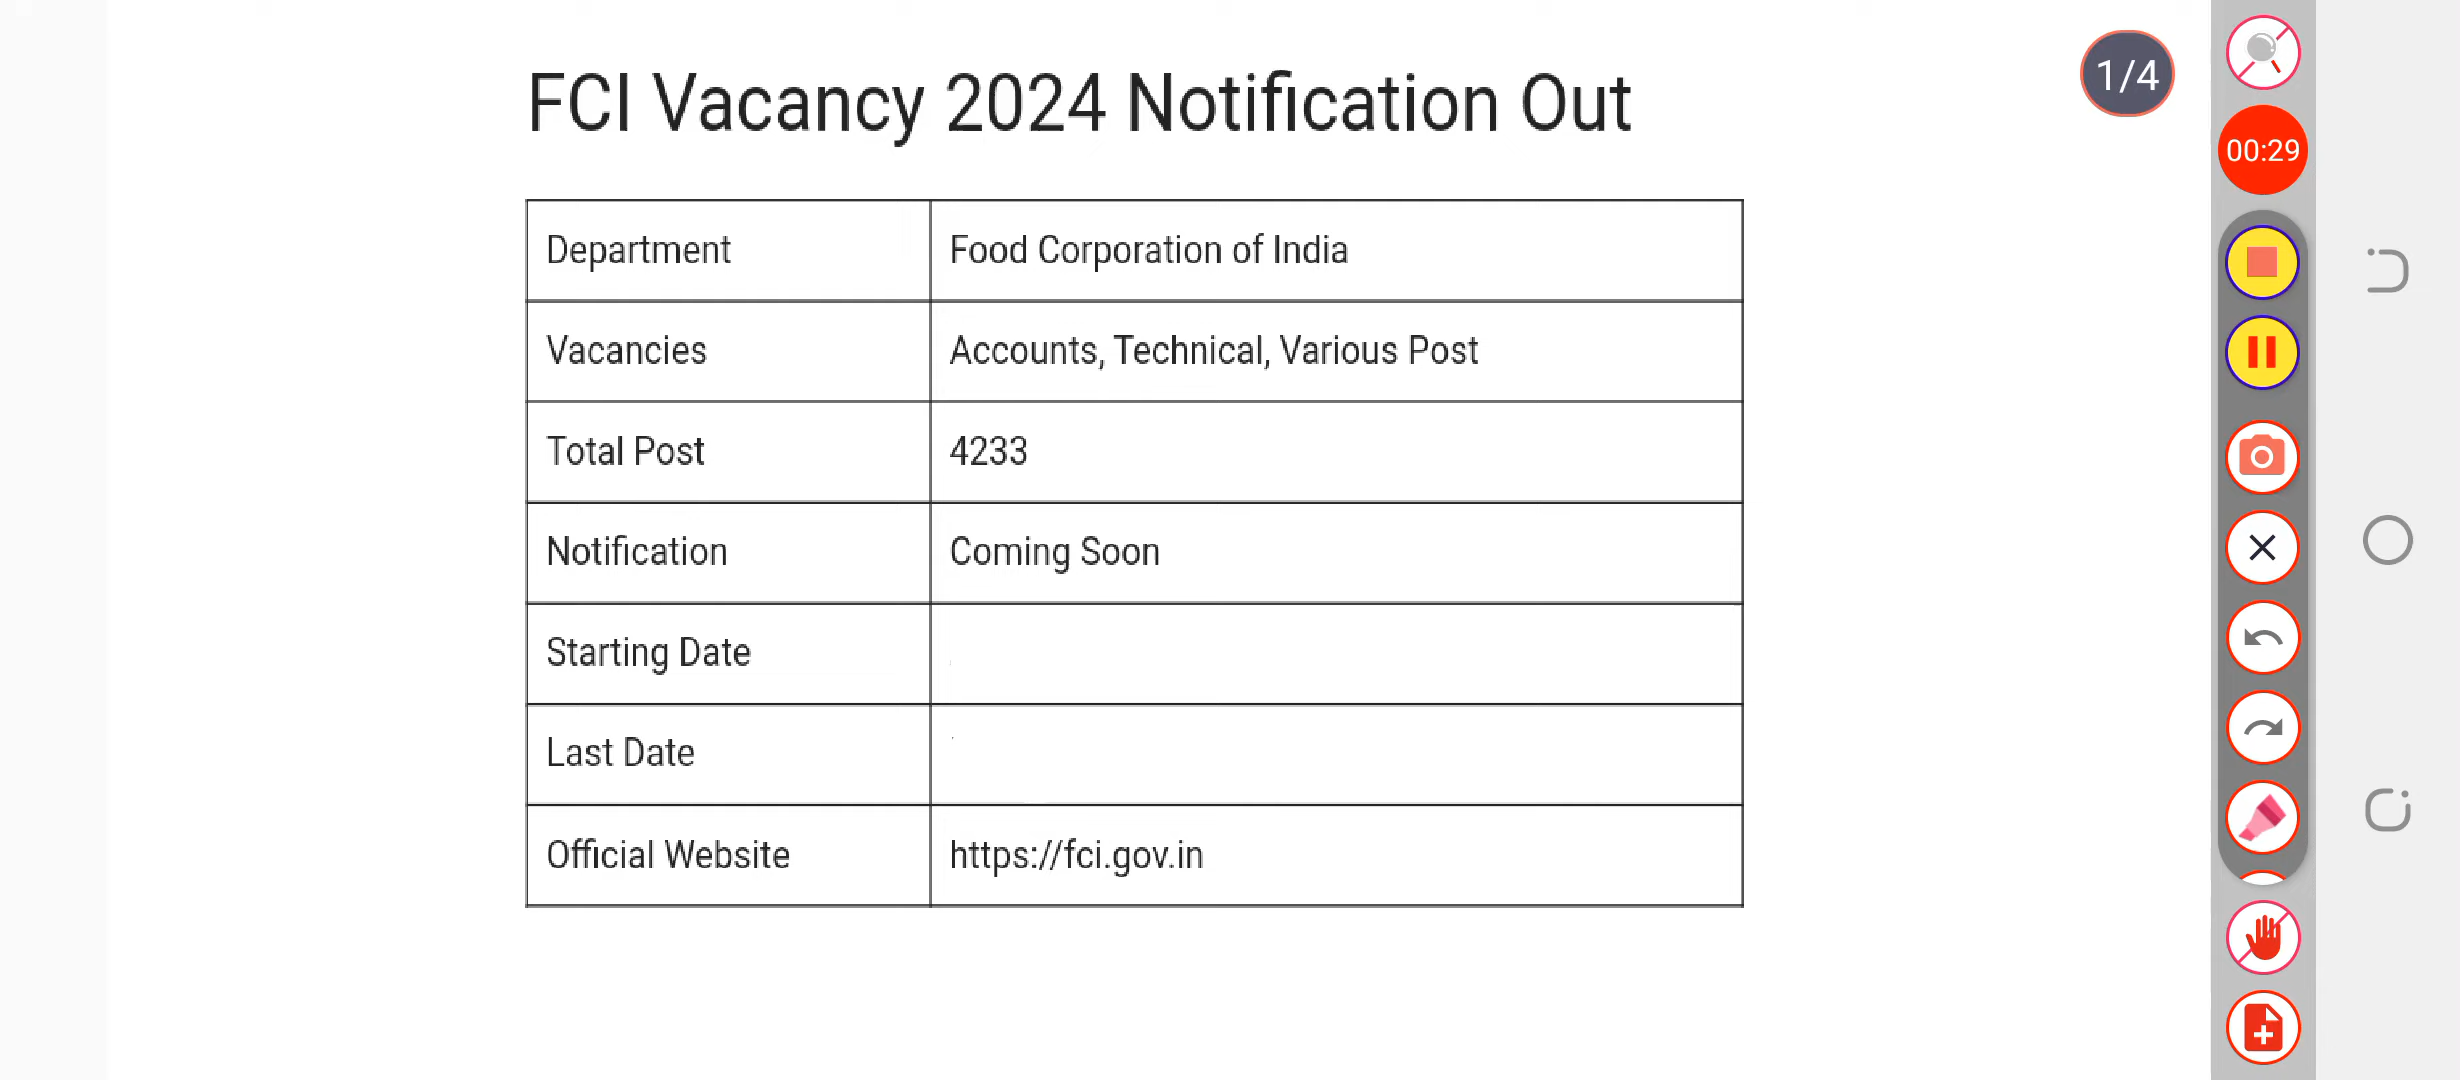 FCI Vacancy 2024 Notification Out
1/4
00:29
Department Food Corporation of India
Vacancies Accounts, Technical, Various Post
Total Post 4233
Notification Coming Soon
Starting Date
Last Date
Official Website https://fci.gov.in